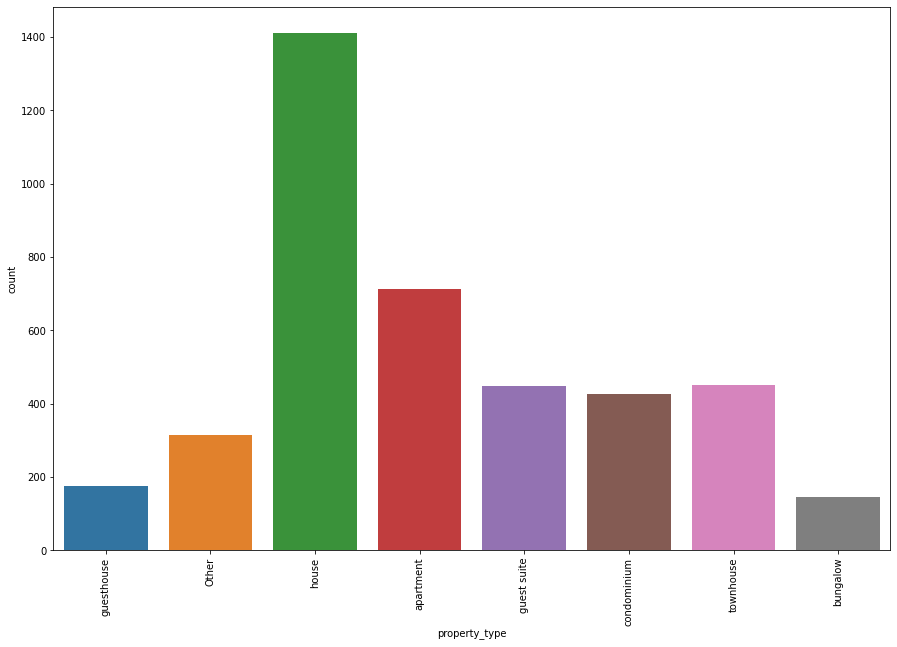 1400
1200
1000
800
600
400
200
0
count
guesthouse
Other
house
apartment
guest suite
condominium
townhouse
bungalow
property_type